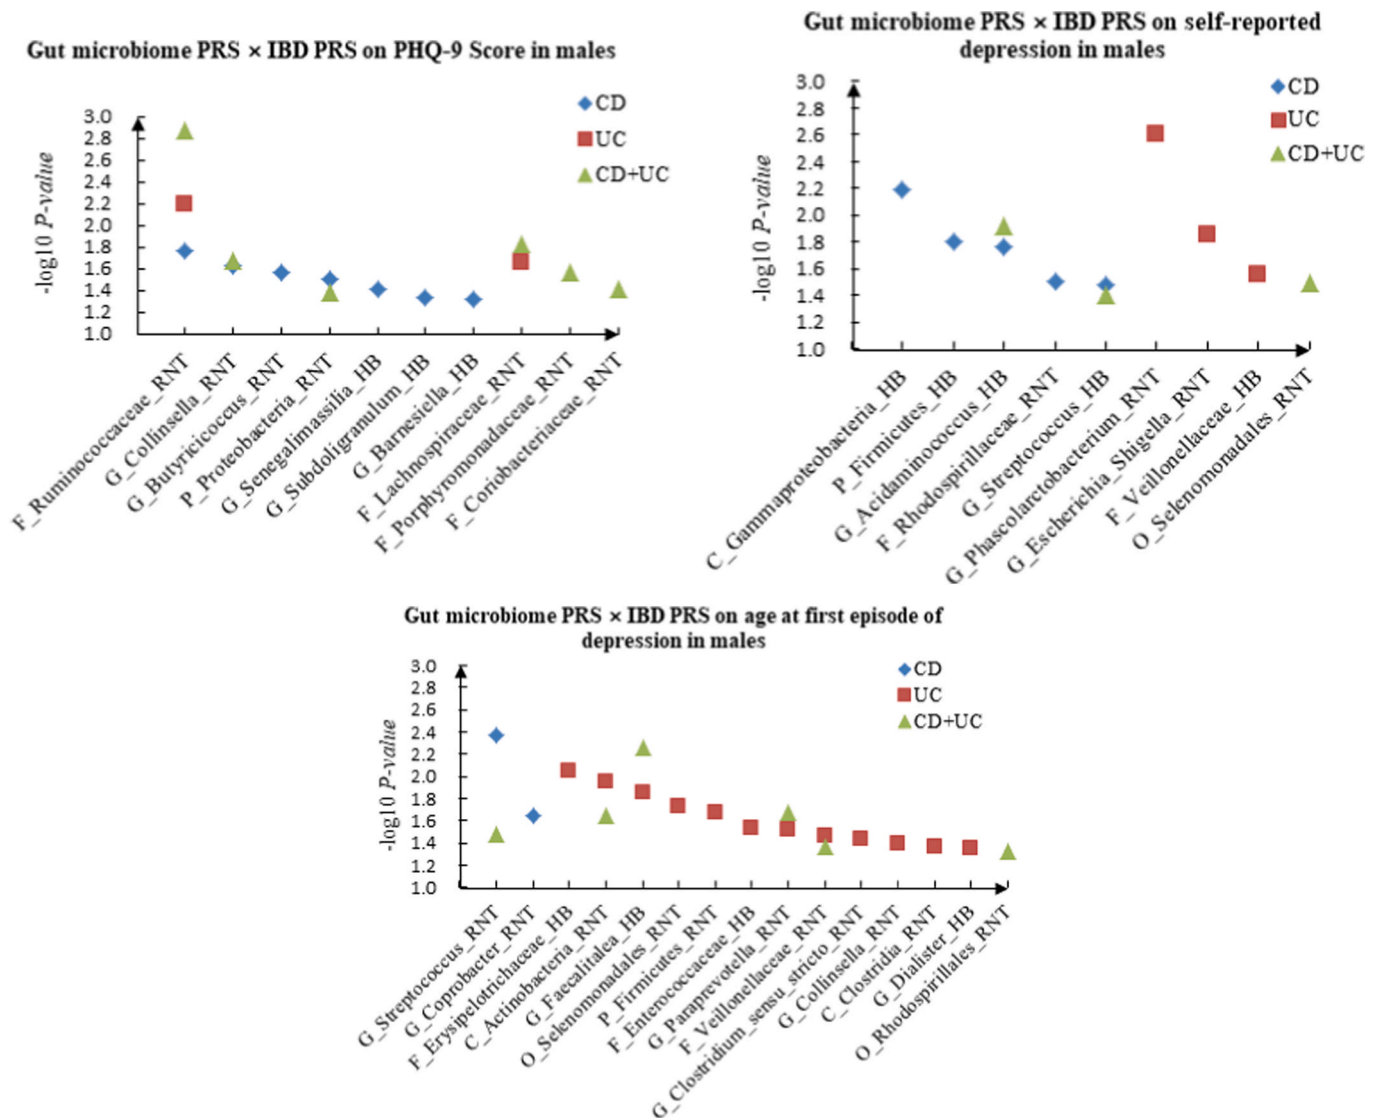 Gut microbiome PRS × IBD PRS on PHQ-9 Score in males
CD
UC
CD+UC
-log10 P-value
3.0
2.8
2.6
2.4
2.2
2.0
1.8
1.6
1.4
1.2
1.0
F_Ruminococcaceae_RNT
G_Collinsella_RNT
G_Butyricicoccus_RNT
P_Proteobacteria_RNT
G_Senegalimassilia_HB
G_Subdoligranulum_HB
G_Barnesiella_HB
F_Lachnospiraceae_RNT
F_Porphyromonadaceae_RNT
F_Coriobacteriaceae_RNT
Gut microbiome PRS × IBD PRS on self-reported
depression in males
CD
UC
CD+UC
-log10 P-value
3.0
2.8
2.6
2.4
2.2
2.0
1.8
1.6
1.4
1.2
1.0
C_Gammaproteobacteria_HB
P_Firmicutes_HB
G_Acidaminococcus_HB
F_Rhodospirillaceae_RNT
G_Streptococcus_HB
G_Phascolarctobacterium_RNT
G_Escherichia_Shigella_RNT
F_Veillonellaceae_HB
O_Selenomonadales_RNT
Gut microbiome PRS × IBD PRS on age at first episode of
depression in males
CD
UC
CD+UC
-log10 P-value
3.0
2.8
2.6
2.4
2.2
2.0
1.8
1.6
1.4
1.2
1.0
G_Streptococcus_RNT
G_Coprobacter_RNT
F_Erysipelotrichaceae_HB
C_Actinobacteria_RNT
G_Faecalitalea_HB
O_Selenomonadales_RNT
P_Firmicutes_RNT
F_Enterococcaceae_HB
G_Paraprevotella_RNT
F_Veillonellaceae_RNT
G_Clostridium_sensu_stricto_RNT
G_Collinsella_RNT
C_Clostridia_RNT
G_Dialister_HB
O_Rhodospirillales_RNT